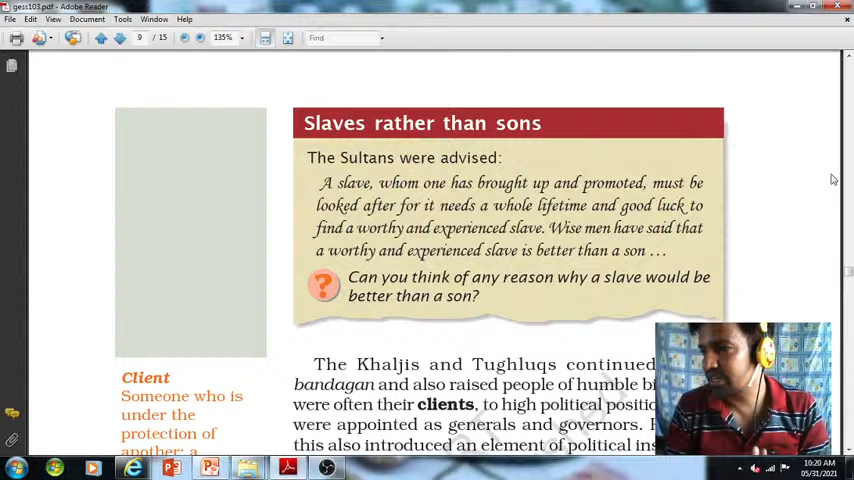 gess103.pdf - Adobe Reader
File Edit View Document Tools Window Help
9 / 15 135% Find
Slaves rather than sons
The Sultans were advised:
A slave, whom one has brought up and promoted, must be
looked after for it needs a whole lifetime and good luck to
find a worthy and experienced slave. Wise men have said that
a worthy and experienced slave is better than a son ...
? Can you think of any reason why a slave would be
better than a son?
The Khaljis and Tughluqs continued
bandagan and also raised people of humble bi
were often their clients, to high political positio
were appointed as generals and governors.
this also introduced an element of political ins
Client
Someone who is
under the
protection of
another; a
10:20 AM
05/31/2021